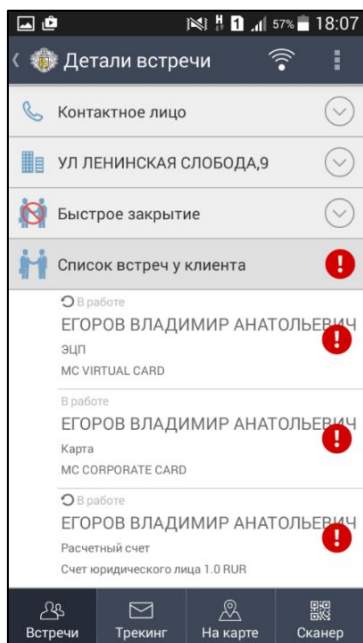 H 1 57% 18:07
Детали встречи
Контактное лицо
УЛ ЛЕНИНСКАЯ СЛОБОДА,9
Быстрое закрытие
Список встреч у клиента
В работе
ЕГОРОВ ВЛАДИМИР АНАТОЛЬЕВИЧ
ЭЦП
MC VIRTUAL CARD
В работе
ЕГОРОВ ВЛАДИМИР АНАТОЛЬЕВИЧ
Карта
MC CORPORATE CARD
В работе
ЕГОРОВ ВЛАДИМИР АНАТОЛЬЕВИЧ
Расчетный счет
Счет юридического лица 1.0 RUR
Встречи Трекинг На карте Сканер